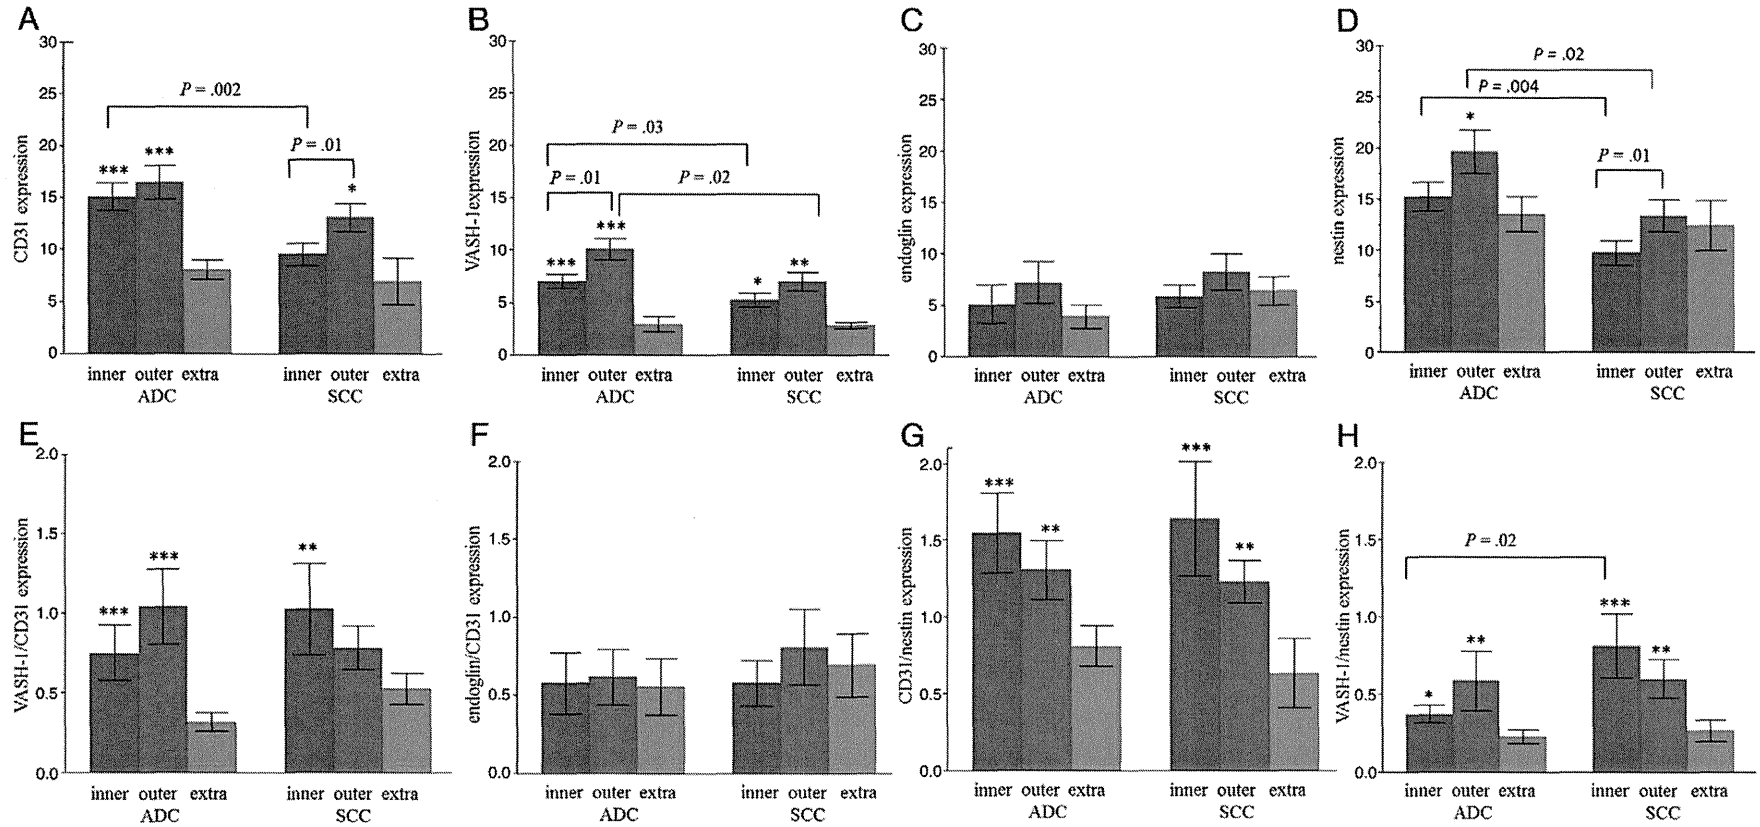 A
CD31 expression
30
25
20
15
10
5
0
P = .002
P = .01
***
***
*
inner outer extra
ADC
inner outer extra
SCC
B
VASH-1expression
30
25
20
15
10
5
0
P = .03
P = .01
P = .02
***
***
*
**
inner outer extra
ADC
inner outer extra
SCC
C
endoglin expression
30
25
20
15
10
5
0
inner outer extra
ADC
inner outer extra
SCC
D
nestin expression
30
25
20
15
10
5
0
P = .02
P = .004
P = .01
*
inner outer extra
ADC
inner outer extra
SCC
E
VASH-1/CD31 expression
2.0
1.5
1.0
0.5
0.0
***
***
**
inner outer extra
ADC
inner outer extra
SCC
F
endoglin/CD31 expression
2.0
1.5
1.0
0.5
0.0
inner outer extra
ADC
inner outer extra
SCC
G
CD31/nestin expression
2.0
1.5
1.0
0.5
0.0
***
**
***
**
inner outer extra
ADC
inner outer extra
SCC
H
VASH-1/nestin expression
2.0
1.5
1.0
0.5
0.0
P = .02
*
**
***
**
inner outer extra
ADC
inner outer extra
SCC